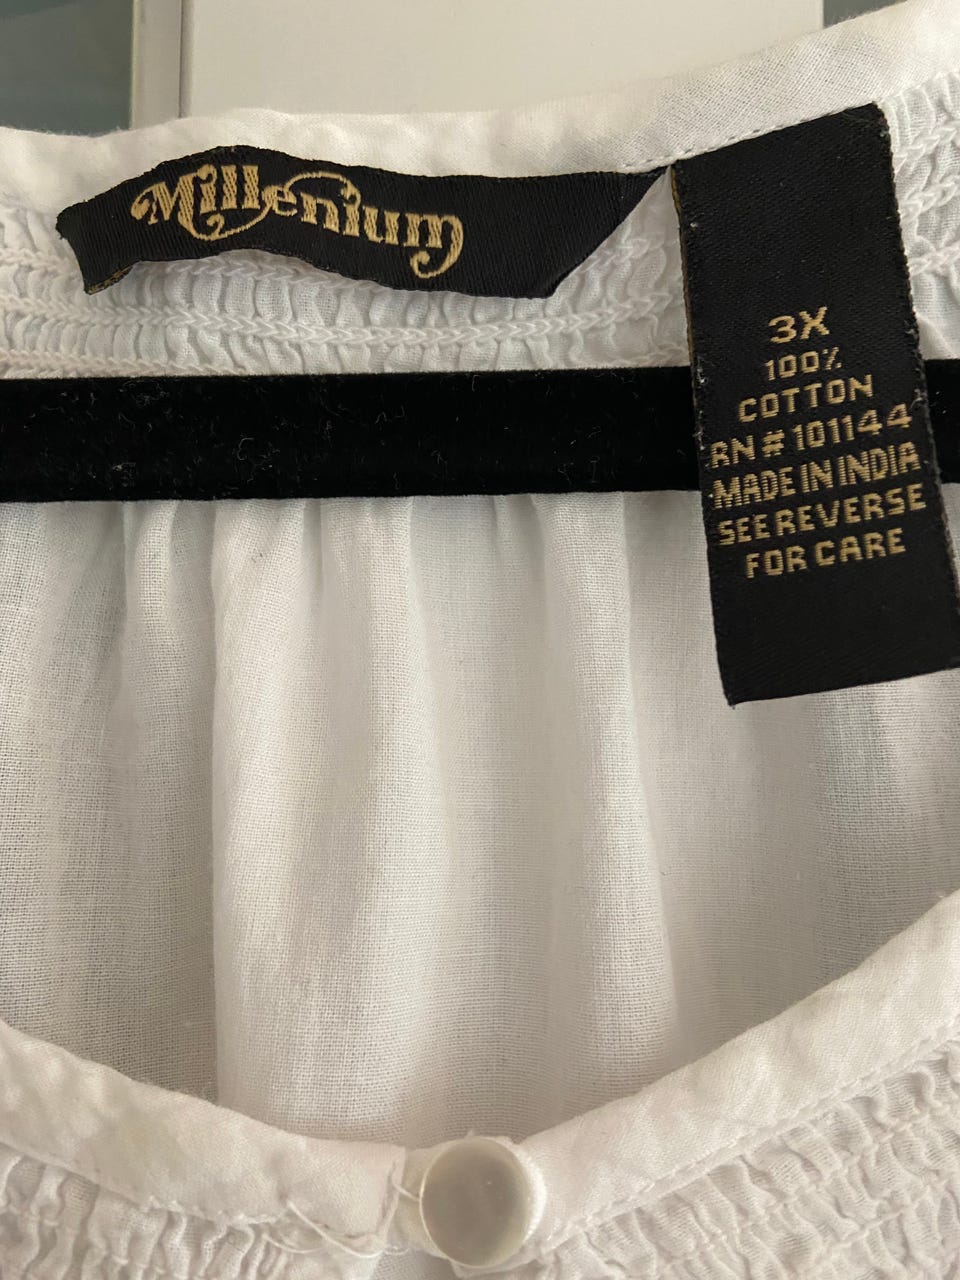 Millenium
3X
100%
COTTON
RN # 101144
MADE IN INDIA
SEE REVERSE
FOR CARE